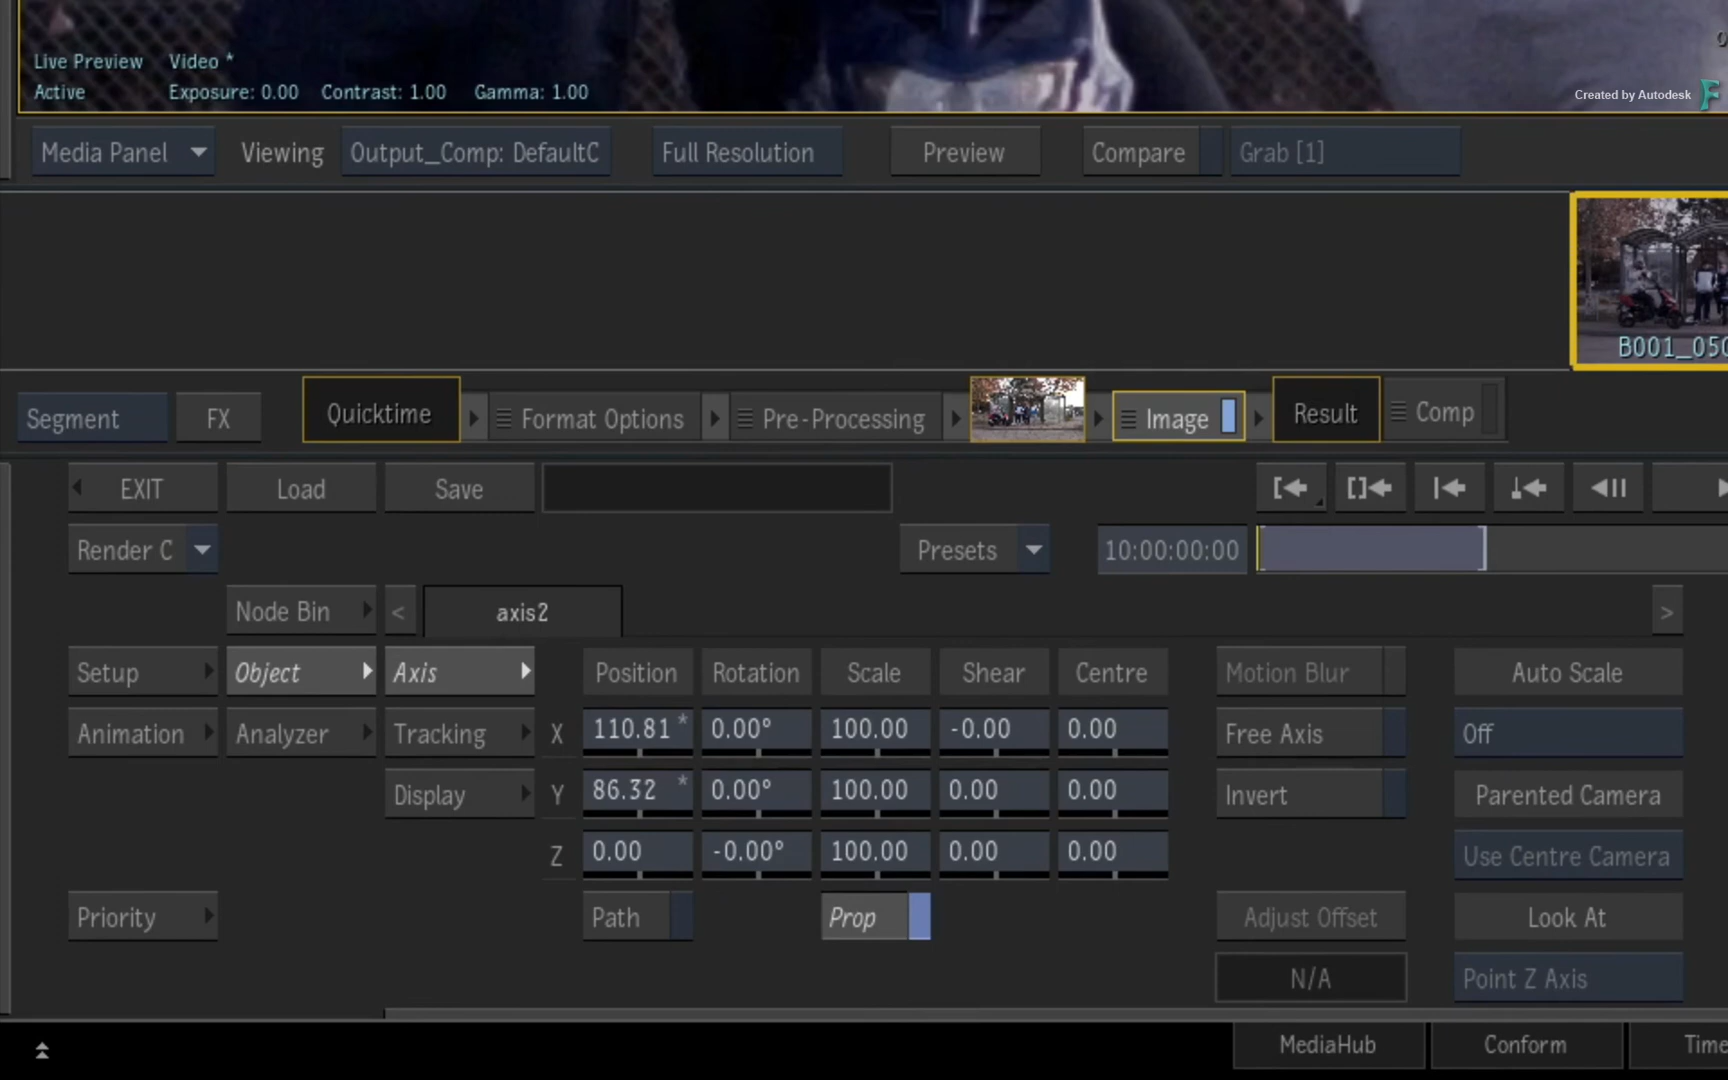 Live Preview Video *
Active Exposure: 0.00 Contrast: 1.00 Gamma: 1.00
Created by Autodesk
Media Panel Viewing Output_Comp: DefaultC Full Resolution Preview Compare Grab [1]
B001_050
Segment FX Quicktime Format Options Pre-Processing Image Result Comp
EXIT Load Save
Render C Presets 10:00:00:00
Node Bin < axis2 >
Setup Object Axis Position Rotation Scale Shear Centre Motion Blur Auto Scale
Animation Analyzer Tracking X 110.81 * 0.00° 100.00 -0.00 0.00 Free Axis Off
Display Y 86.32 * 0.00° 100.00 0.00 0.00 Invert Parented Camera
Z 0.00 -0.00° 100.00 0.00 0.00 Use Centre Camera
Priority Path Prop Adjust Offset Look At
N/A Point Z Axis
MediaHub Conform Time